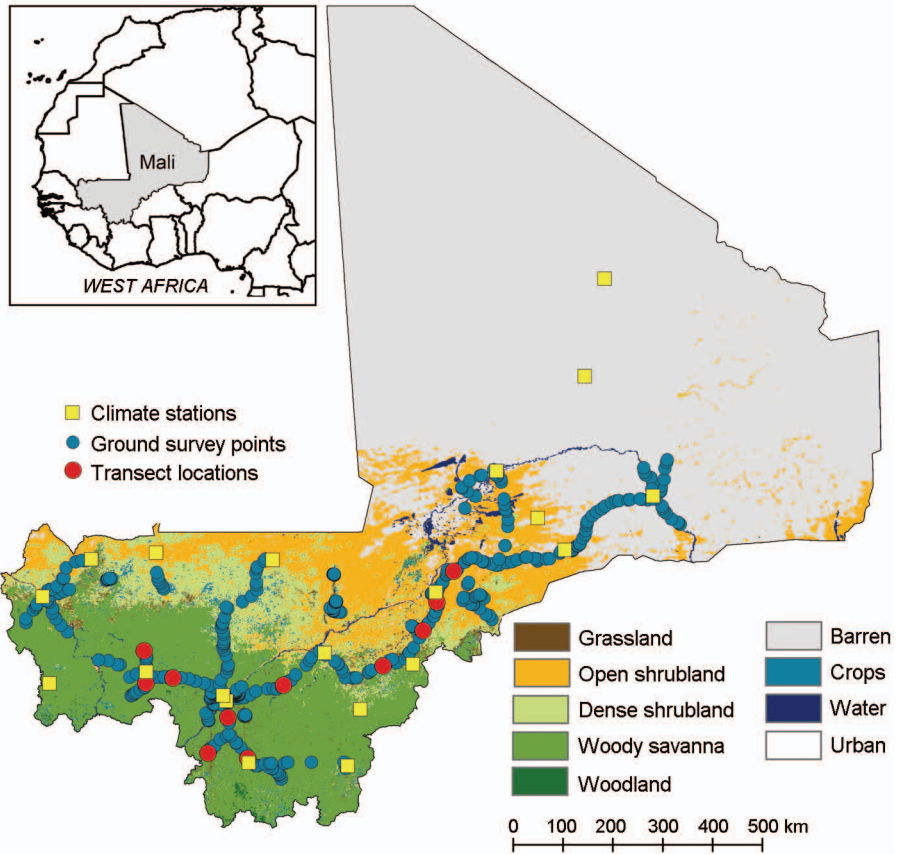 Mali
WEST AFRICA
Climate stations
Ground survey points
Transect locations
Grassland
Open shrubland
Dense shrubland
Woody savanna
Woodland
Barren
Crops
Water
Urban
0 100 200 300 400 500 km